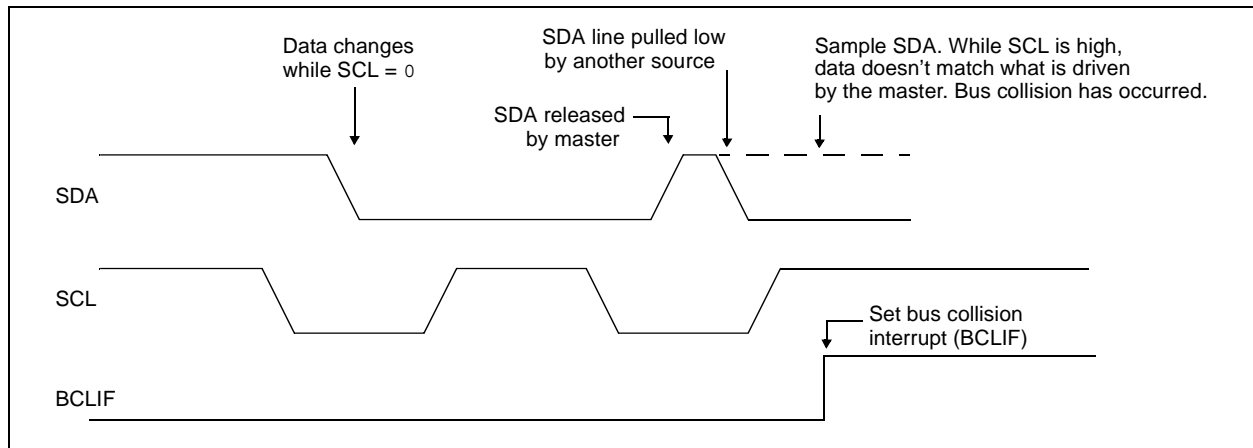 Data changes
while SCL = 0
SDA line pulled low
by another source
Sample SDA. While SCL is high,
data doesn't match what is driven
by the master. Bus collision has occurred.
SDA released
by master
SDA
SCL
Set bus collision
interrupt (BCLIF)
BCLIF